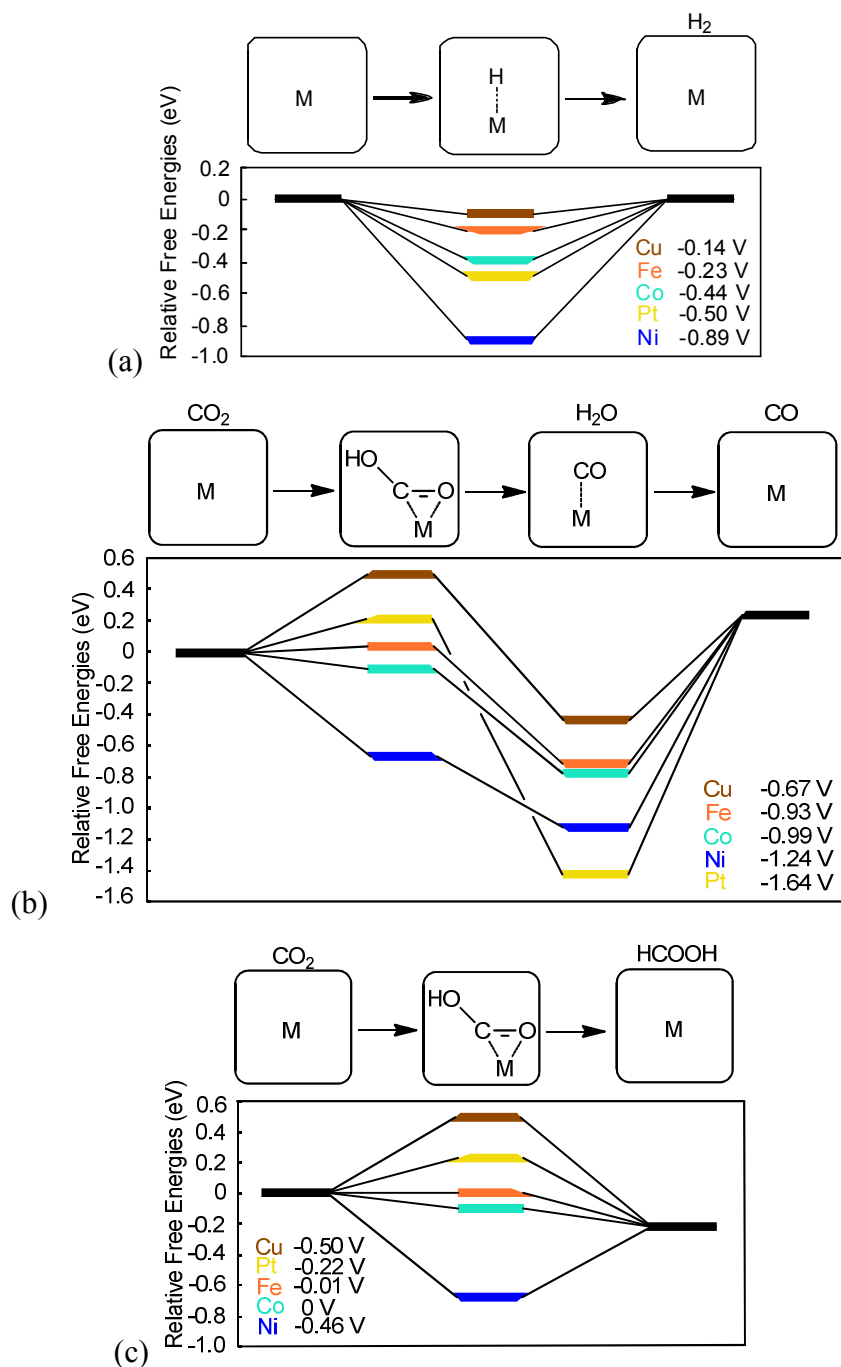 H2
M
H
M
M
Relative Free Energies (eV)
0.2
0
-0.2
-0.4
-0.6
-0.8
-1.0
Cu -0.14 V
Fe -0.23 V
Co -0.44 V
Pt -0.50 V
Ni -0.89 V
(a)
CO2
H2O
CO
M
HO
C O
M
CO
M
M
Relative Free Energies (eV)
0.6
0.4
0.2
0
-0.2
-0.4
-0.6
-0.8
-1.0
-1.2
-1.4
-1.6
Cu -0.67 V
Fe -0.93 V
Co -0.99 V
Ni -1.24 V
Pt -1.64 V
(b)
CO2
HCOOH
M
HO
C O
M
M
Relative Free Energies (eV)
0.6
0.4
0.2
0
-0.2
-0.4
-0.6
-0.8
-1.0
Cu -0.50 V
Pt -0.22 V
Fe -0.01 V
Co 0 V
Ni -0.46 V
(c)